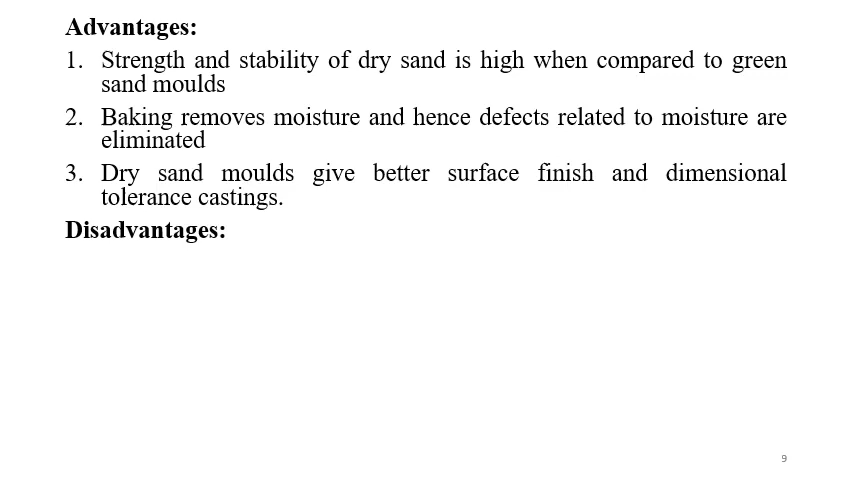 Advantages:
1. Strength and stability of dry sand is high when compared to green
sand moulds
2. Baking removes moisture and hence defects related to moisture are
eliminated
3. Dry sand moulds give better surface finish and dimensional
tolerance castings.
Disadvantages:
9